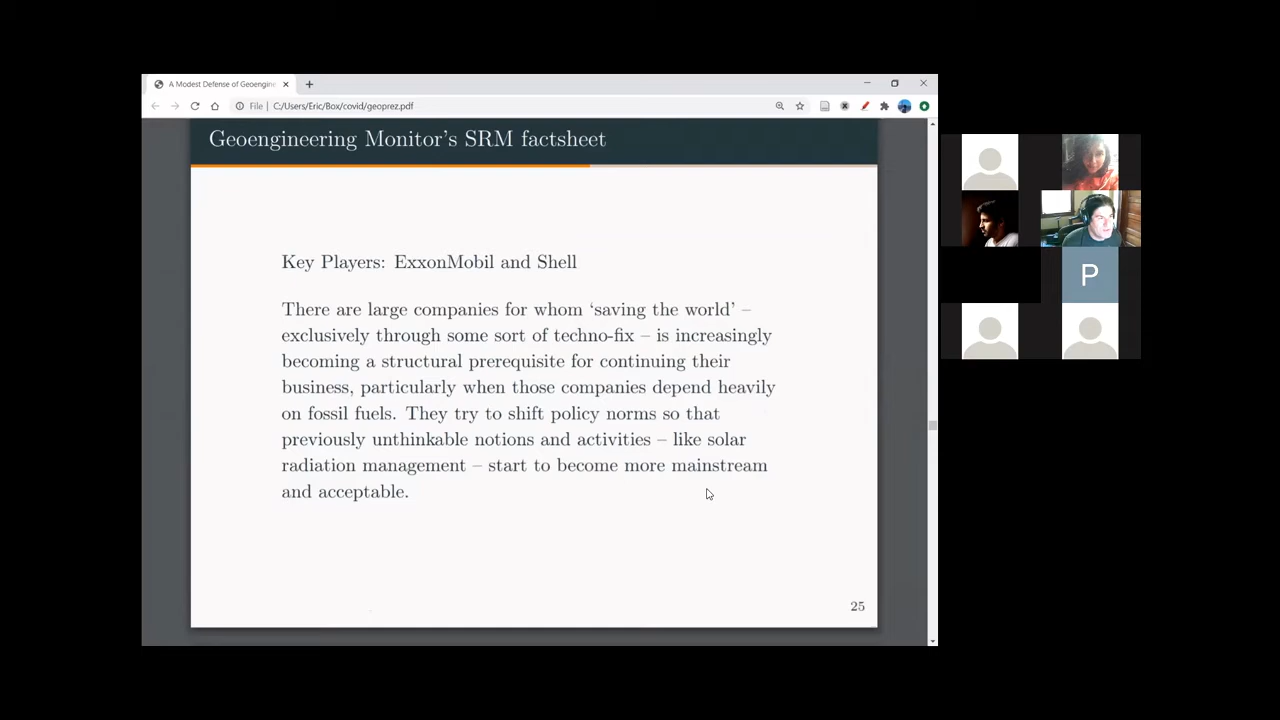 A Modest Defense of Geoengin
File | C:/Users/Eric/Box/covid/geoprez.pdf
Geoengineering Monitor's SRM factsheet
Key Players: ExxonMobil and Shell
There are large companies for whom ‘saving the world’ –
exclusively through some sort of techno-fix – is increasingly
becoming a structural prerequisite for continuing their
business, particularly when those companies depend heavily
on fossil fuels. They try to shift policy norms so that
previously unthinkable notions and activities – like solar
radiation management – start to become more mainstream
and acceptable.
25
P